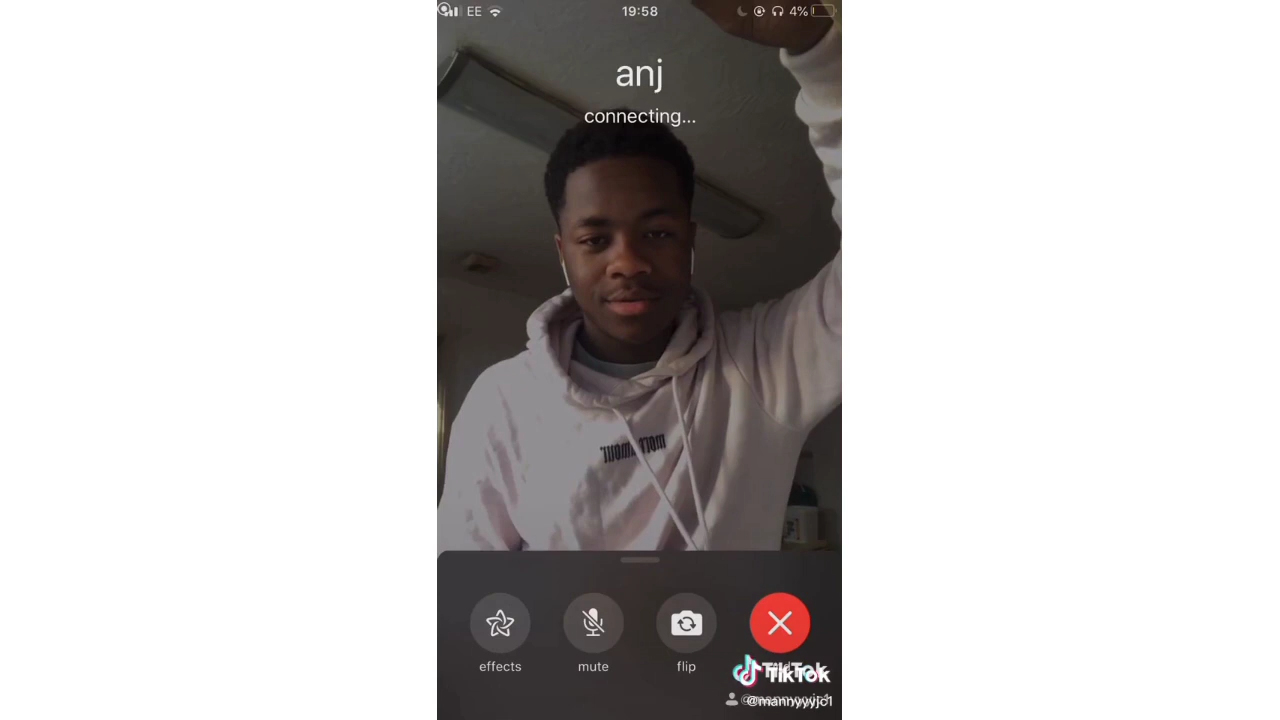 EE 19:58 4%
anj
connecting...
effects mute flip
TikTok
@mannyyyjc1